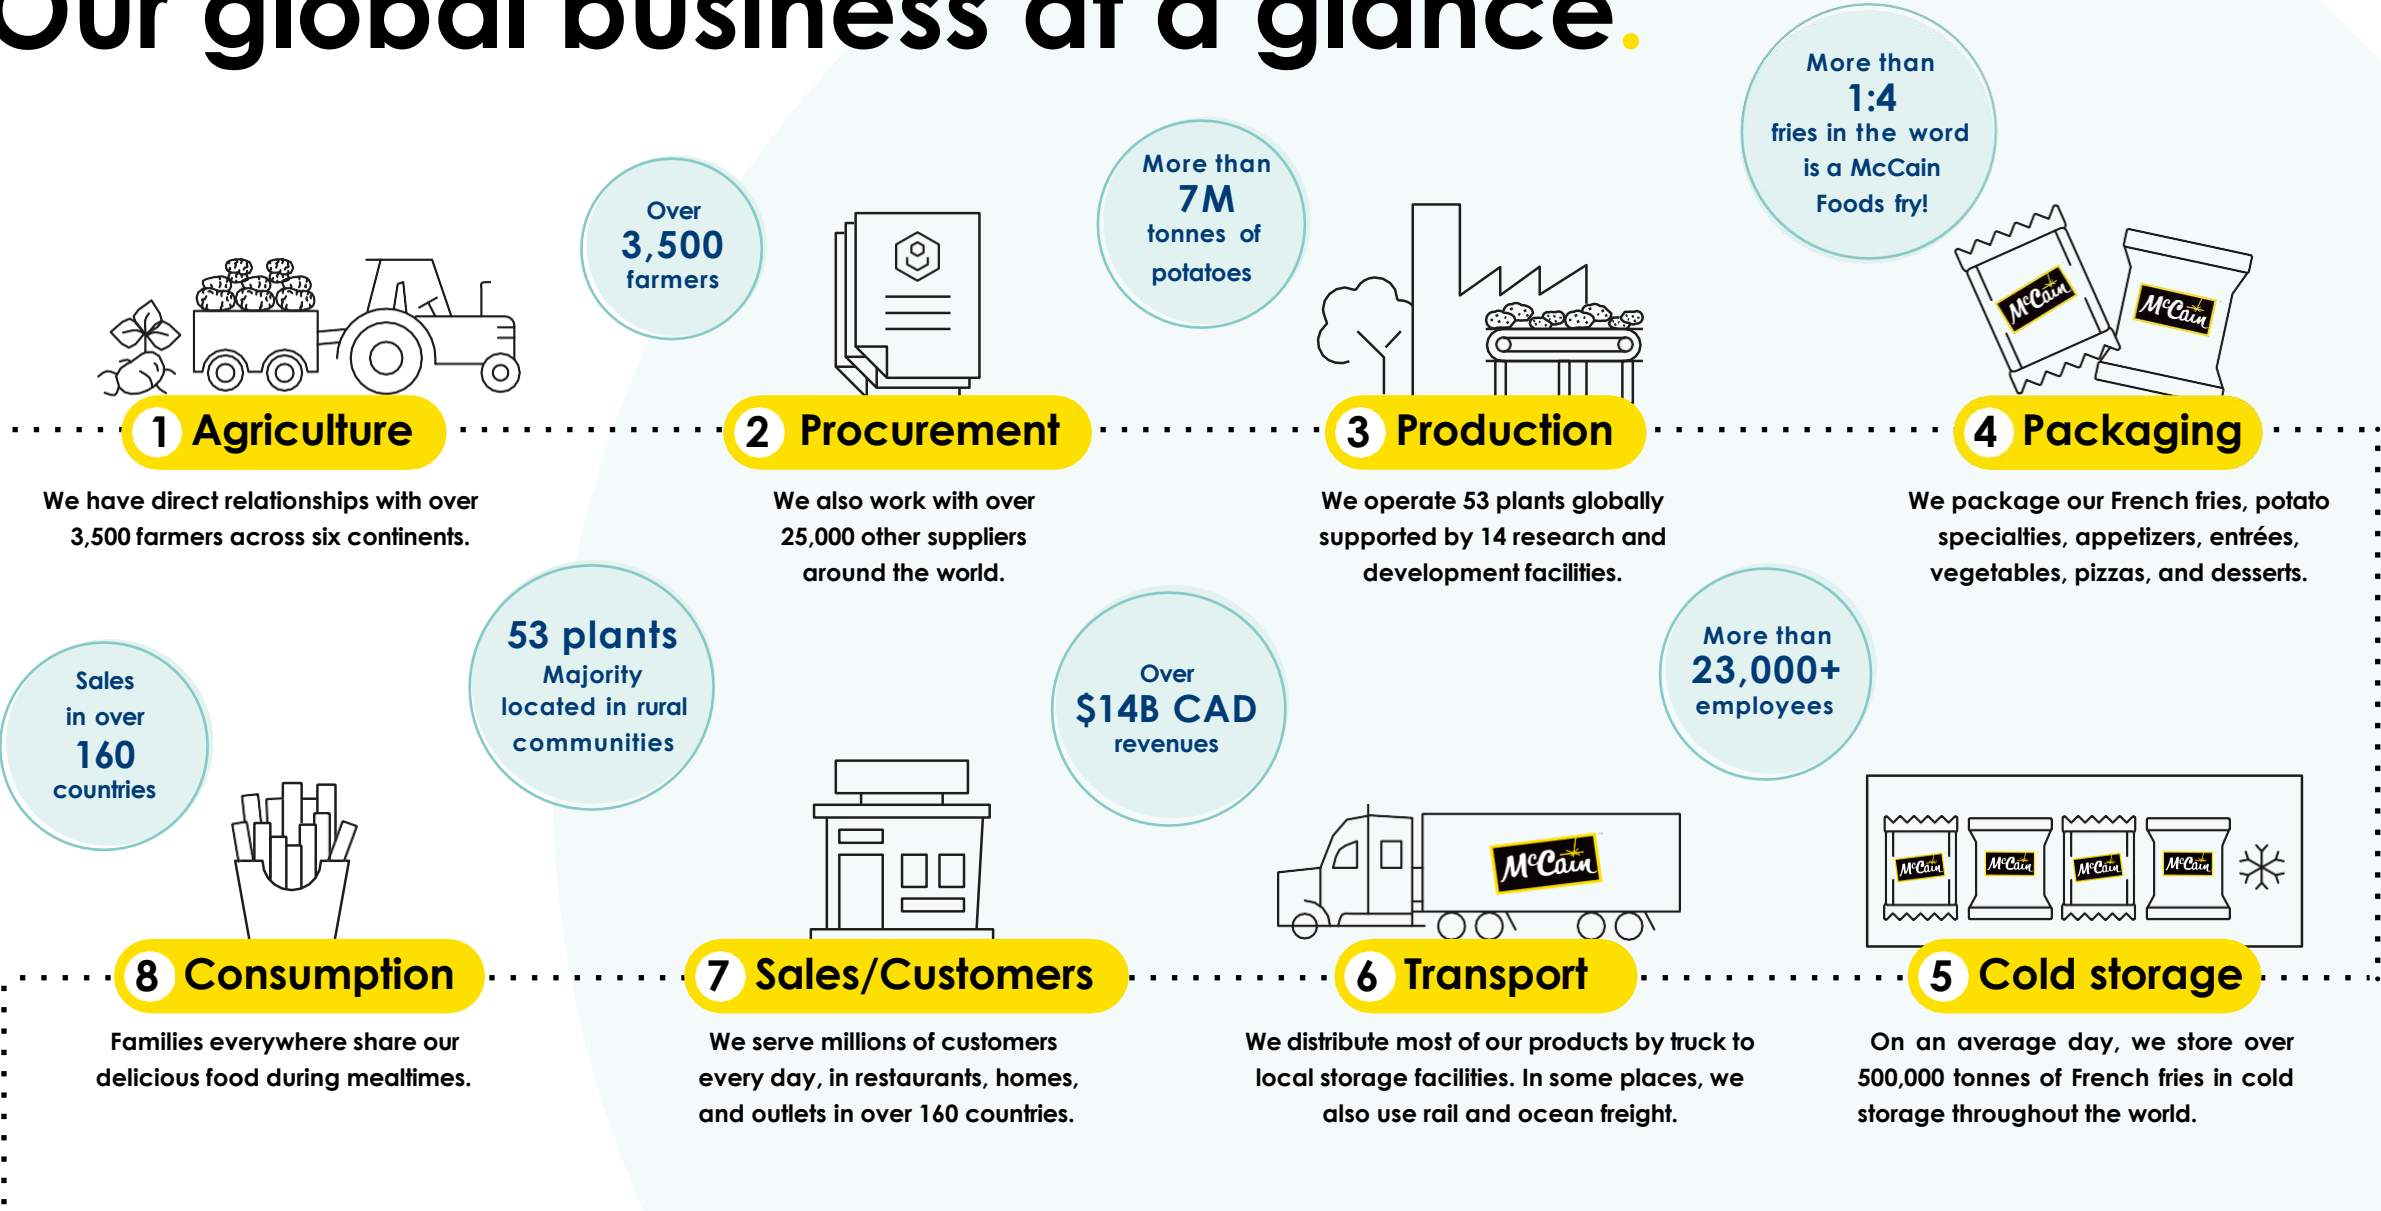 Our global business at a glance.
More than
1:4
fries in the word
is a McCain
Foods fry!
Over
3,500
farmers
More than
7M
tonnes of
potatoes
McCain
McCain
1 Agriculture
We have direct relationships with over
3,500 farmers across six continents.
2 Procurement
We also work with over
25,000 other suppliers
around the world.
3 Production
We operate 53 plants globally
supported by 14 research and
development facilities.
4 Packaging
We package our French fries, potato
specialties, appetizers, entrées,
vegetables, pizzas, and desserts.
Sales
in over
160
countries
53 plants
Majority
located in rural
communities
Over
$14B CAD
revenues
More than
23,000+
employees
McCain
McCain
McCain
McCain
McCain
8 Consumption
Families everywhere share our
delicious food during mealtimes.
7 Sales/Customers
We serve millions of customers
every day, in restaurants, homes,
and outlets in over 160 countries.
6 Transport
We distribute most of our products by truck to
local storage facilities. In some places, we
also use rail and ocean freight.
5 Cold storage
On an average day, we store over
500,000 tonnes of French fries in cold
storage throughout the world.